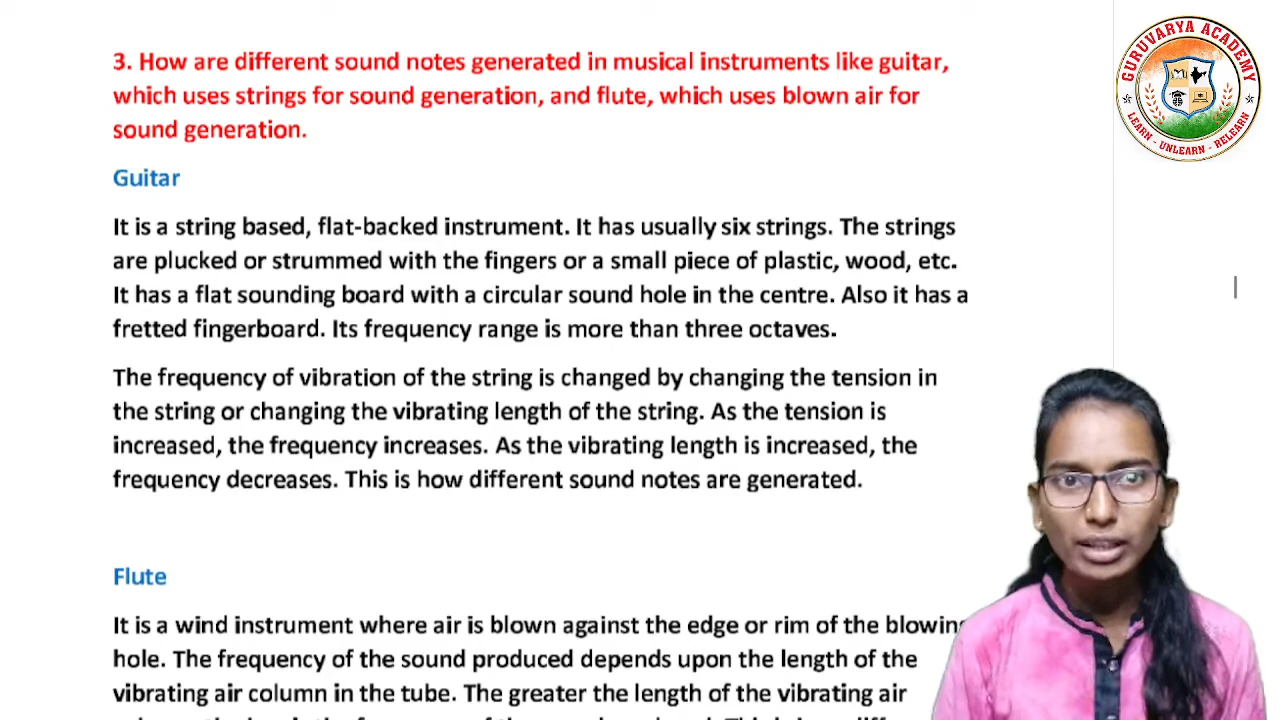 3. How are different sound notes generated in musical instruments like guitar,
which uses strings for sound generation, and flute, which uses blown air for
sound generation.
Guitar
It is a string based, flat-backed instrument. It has usually six strings. The strings
are plucked or strummed with the fingers or a small piece of plastic, wood, etc.
It has a flat sounding board with a circular sound hole in the centre. Also it has a
fretted fingerboard. Its frequency range is more than three octaves.
The frequency of vibration of the string is changed by changing the tension in
the string or changing the vibrating length of the string. As the tension is
increased, the frequency increases. As the vibrating length is increased, the
frequency decreases. This is how different sound notes are generated.
Flute
It is a wind instrument where air is blown against the edge or rim of the blowing
hole. The frequency of the sound produced depends upon the length of the
vibrating air column in the tube. The greater the length of the vibrating air
GURUVARYA ACADEMY
LEARN - UNLEARN - RELEARN